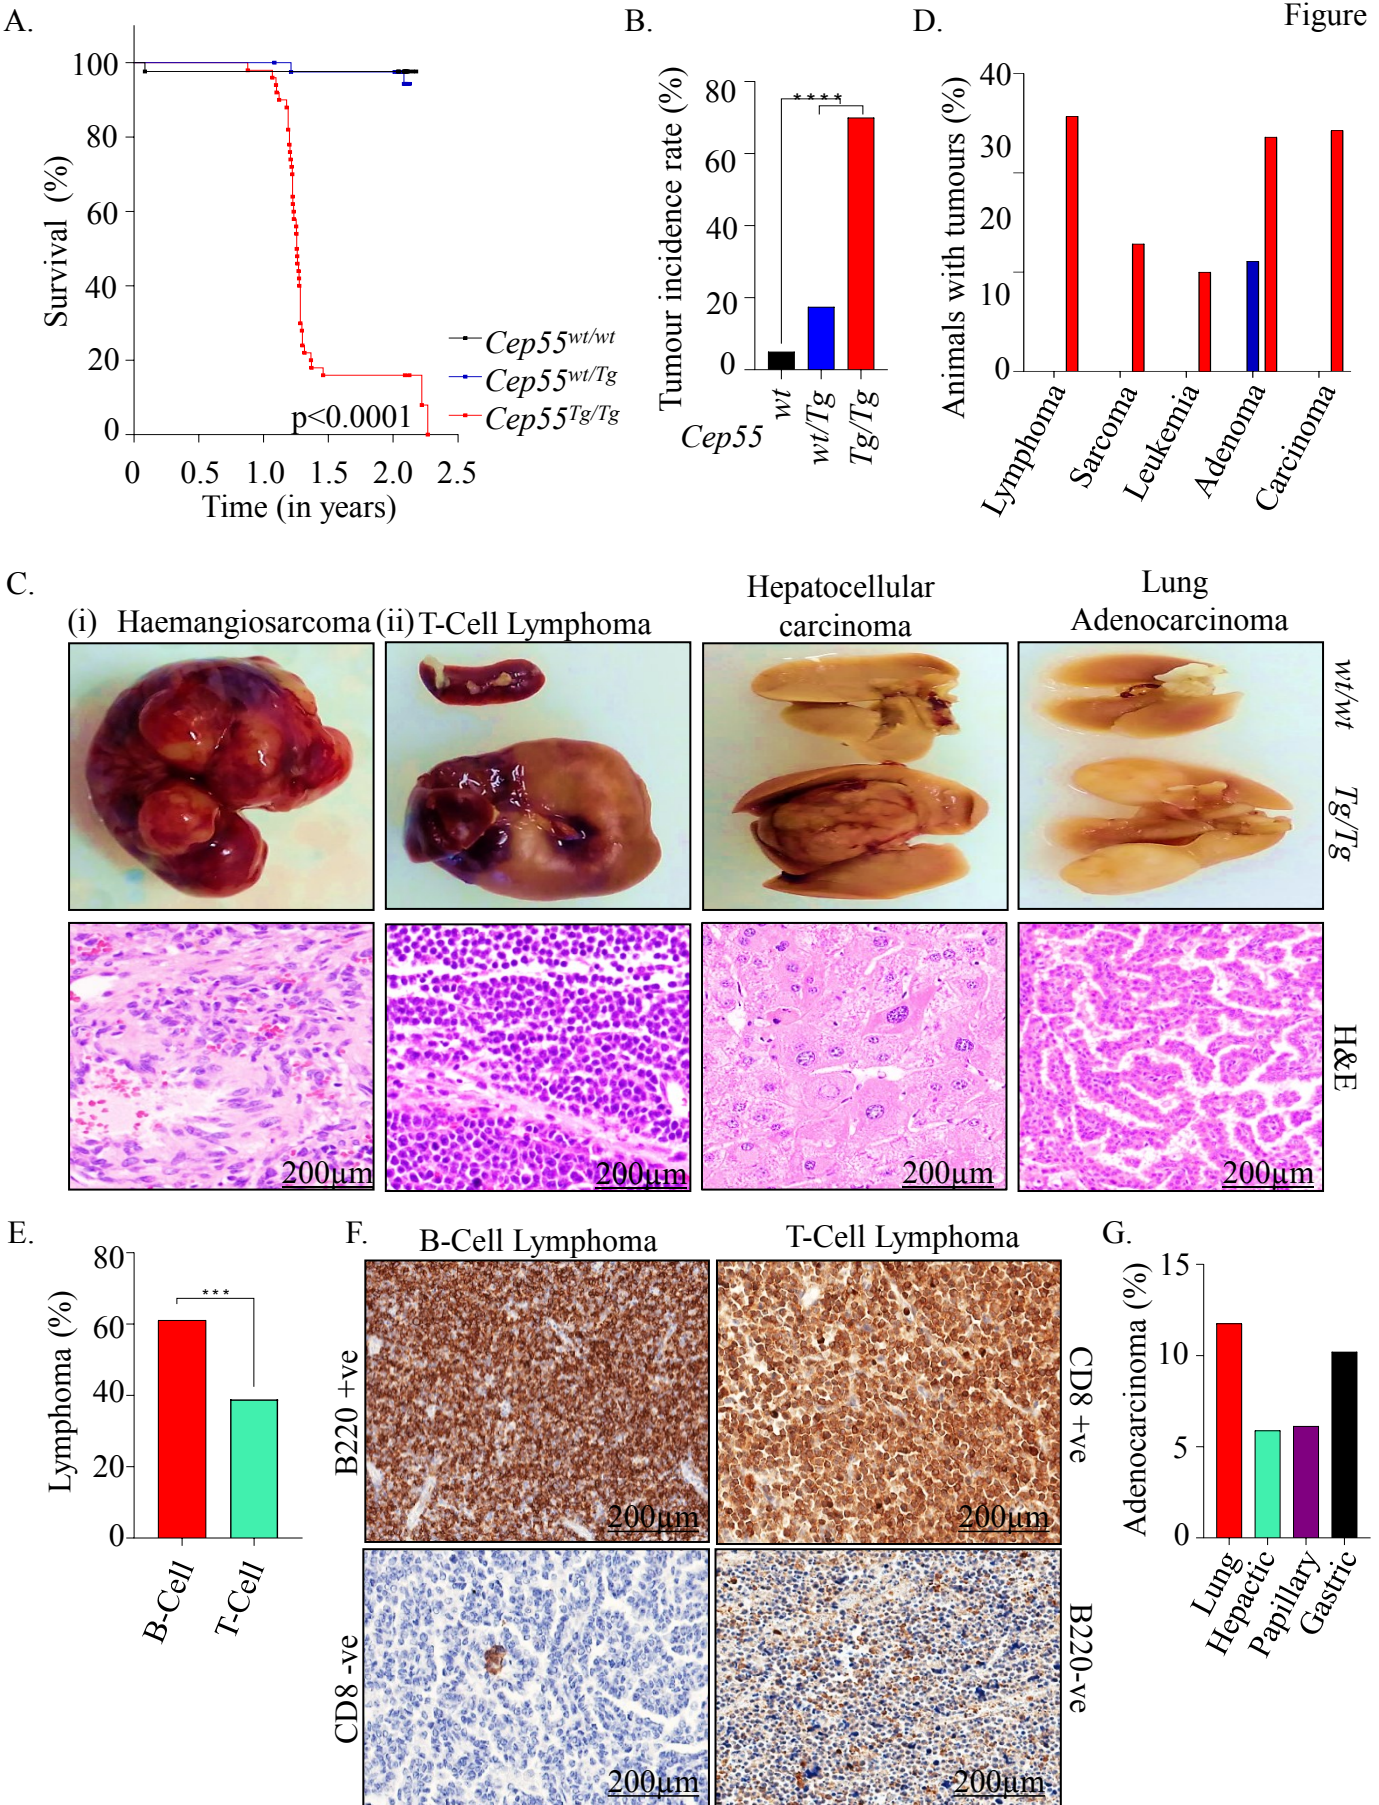 Figure
A.
Survival (%)
100
80
60
40
20
0
0 0.5 1.0 1.5 2.0 2.5
Time (in years)
p<0.0001
Cep55wt/wt
Cep55wt/Tg
Cep55Tg/Tg
B.
Tumour incidence rate (%)
80
60
40
20
0
****
Cep55
wt
wt/Tg
Tg/Tg
D.
Animals with tumours (%)
40
30
20
10
0
Lymphoma
Sarcoma
Leukemia
Adenoma
Carcinoma
C.
(i) Haemangiosarcoma
(ii) T-Cell Lymphoma
Hepatocellular
carcinoma
Lung
Adenocarcinoma
wt/wt
Tg/Tg
H&E
200µm
200µm
200µm
200µm
E.
Lymphoma (%)
80
60
40
20
0
***
B-Cell
T-Cell
F.
B-Cell Lymphoma
T-Cell Lymphoma
B220 +ve
CD8 +ve
CD8 -ve
B220-ve
200µm
200µm
200µm
200µm
G.
Adenocarcinoma (%)
15
10
5
0
Lung
Hepactic
Papillary
Gastric